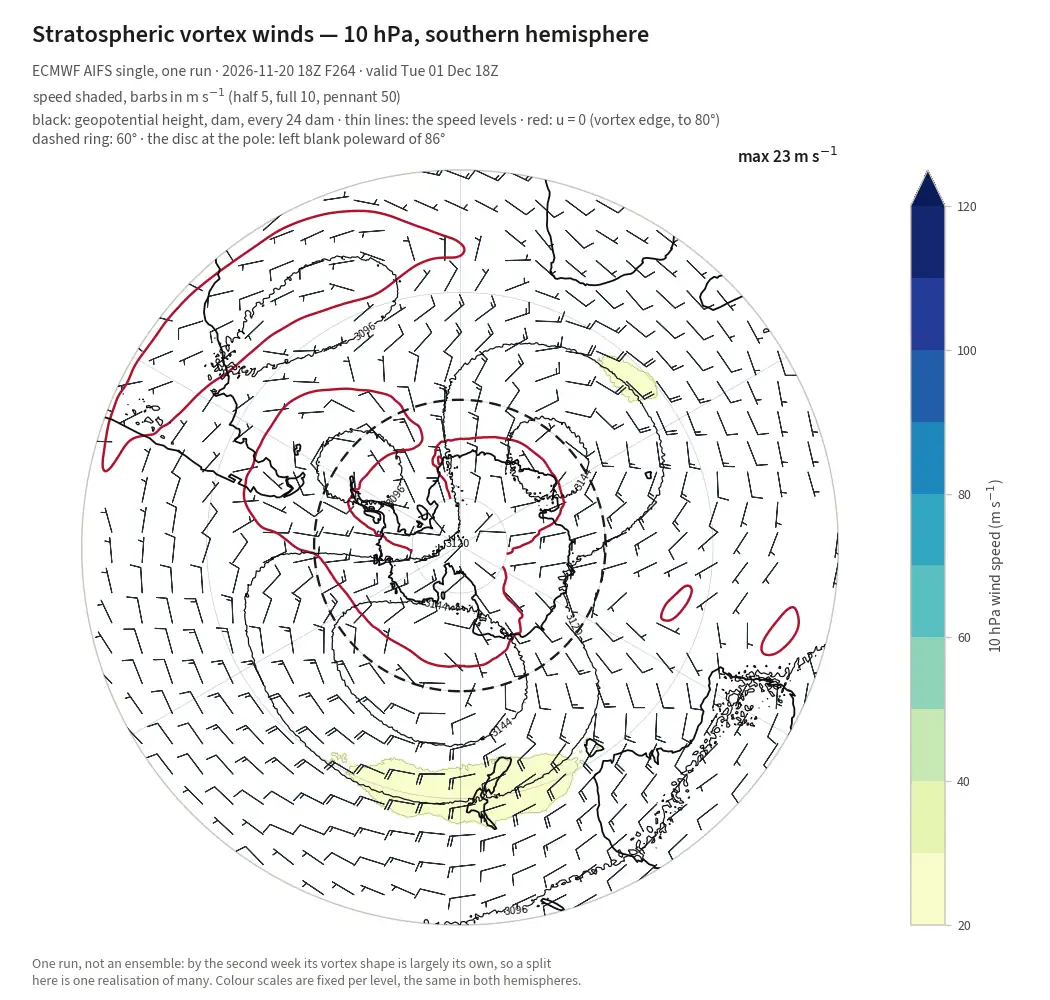 Stratospheric vortex winds — 10 hPa, southern hemisphere
ECMWF AIFS single, one run · 2026-11-20 18Z F264 · valid Tue 01 Dec 18Z
speed shaded, barbs in m s⁻¹ (half 5, full 10, pennant 50)
black: geopotential height, dam, every 24 dam · thin lines: the speed levels · red: u = 0 (vortex edge, to 80°)
dashed ring: 60° · the disc at the pole: left blank poleward of 86°
max 23 m s⁻¹
120
100
80
60
40
20
10 hPa wind speed (m s⁻¹)
3096
3096
3120
3144
3120
3144
3096
One run, not an ensemble: by the second week its vortex shape is largely its own, so a split
here is one realisation of many. Colour scales are fixed per level, the same in both hemispheres.